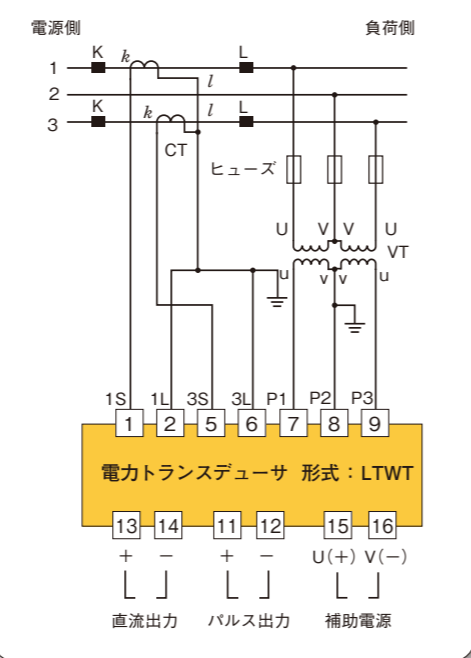 電源側 負荷側
K L
k
1
l
2
K L
k l
3
CT
ヒューズ
U V V U
VT
u v v u
1S 1L 3S 3L P1 P2 P3
1 2 5 6 7 8 9
電力トランスデューサ 形式:LTWT
13 14 11 12 15 16
+ − + − U(+) V(−)
直流出力 パルス出力 補助電源